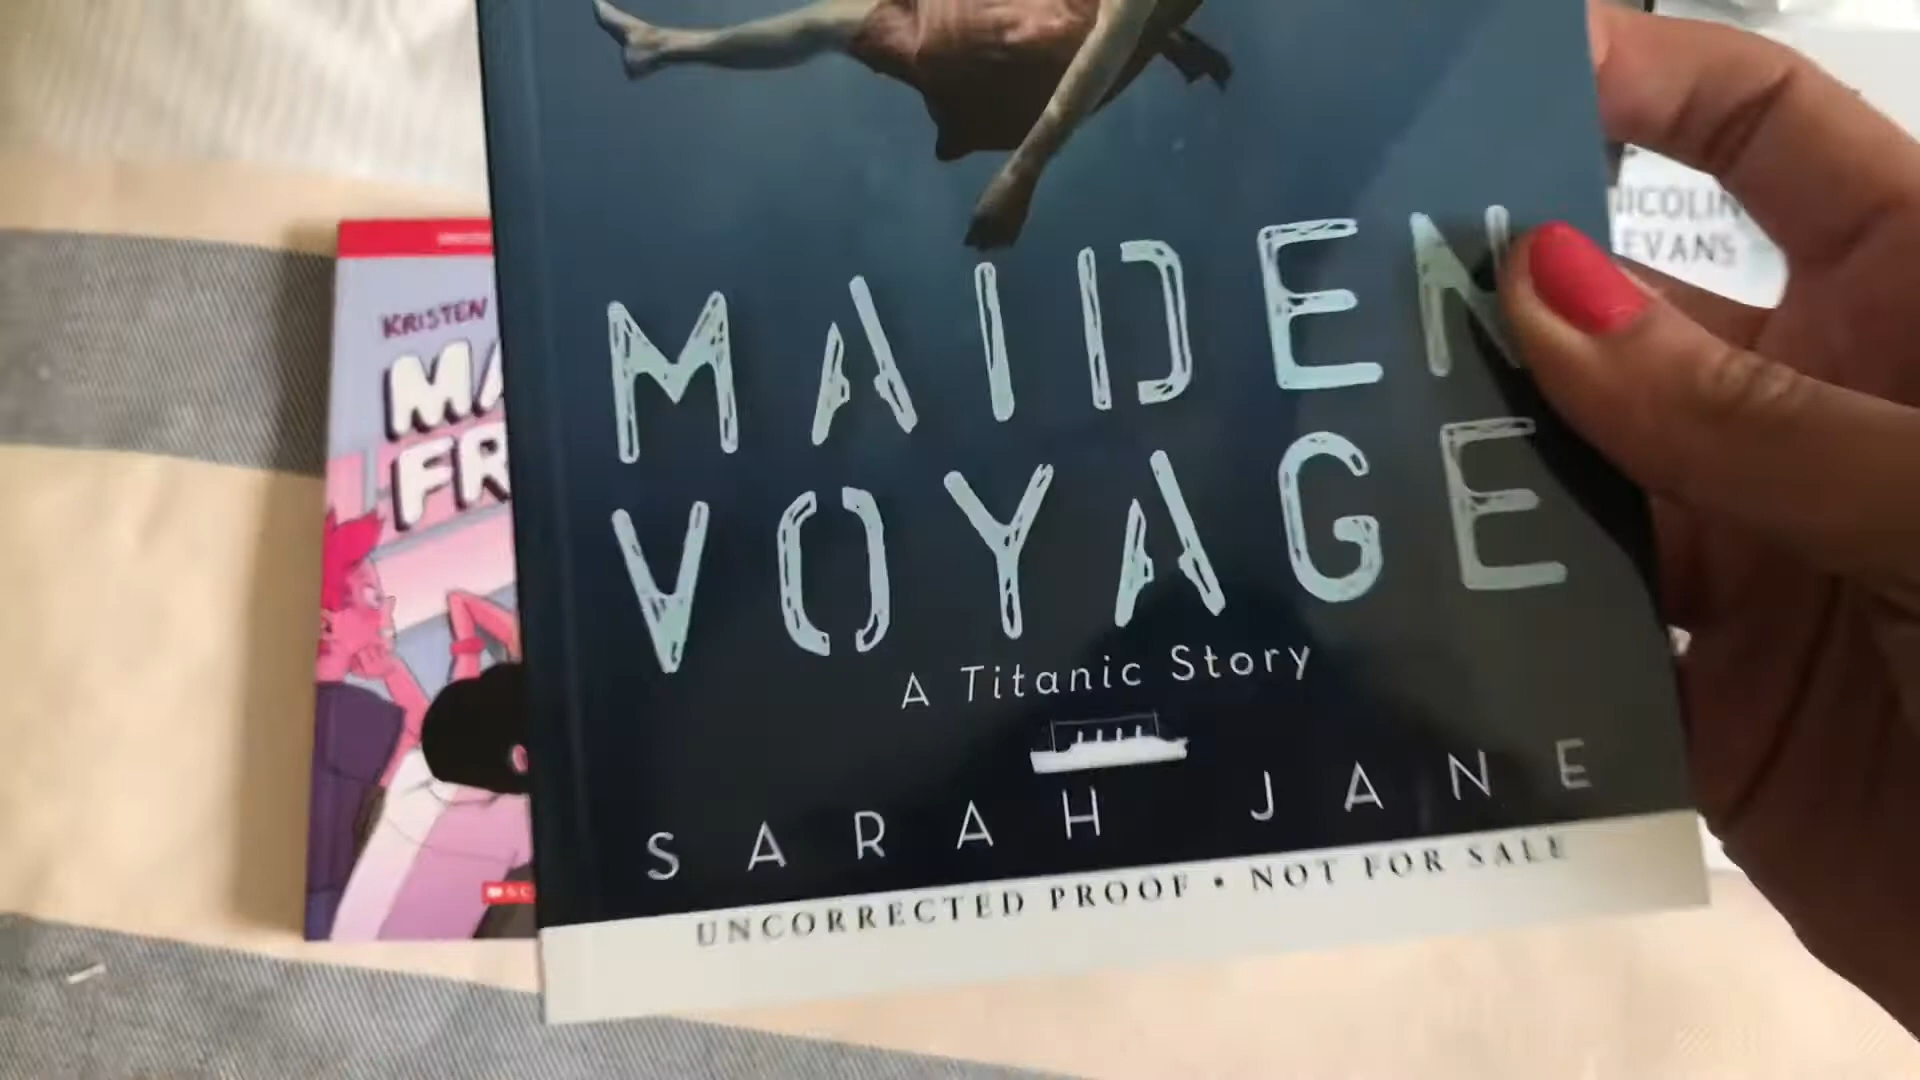 MAIDEN
VOYAGE
A Titanic Story
SARAH JANE
UNCORRECTED PROOF • NOT FOR SALE
KRISTEN
EVANS